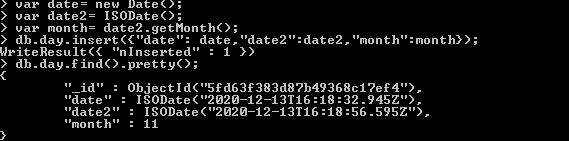 > var date= new Date();
> var date2= ISODate();
> var month= date2.getMonth();
> db.day.insert({"date": date,"date2":date2,"month":month});
WriteResult({ "nInserted" : 1 })
> db.day.find().pretty();
{
        "_id" : ObjectId("5fd63f383d87b49368c17ef4"),
        "date" : ISODate("2020-12-13T16:18:32.945Z"),
        "date2" : ISODate("2020-12-13T16:18:56.595Z"),
        "month" : 11
}